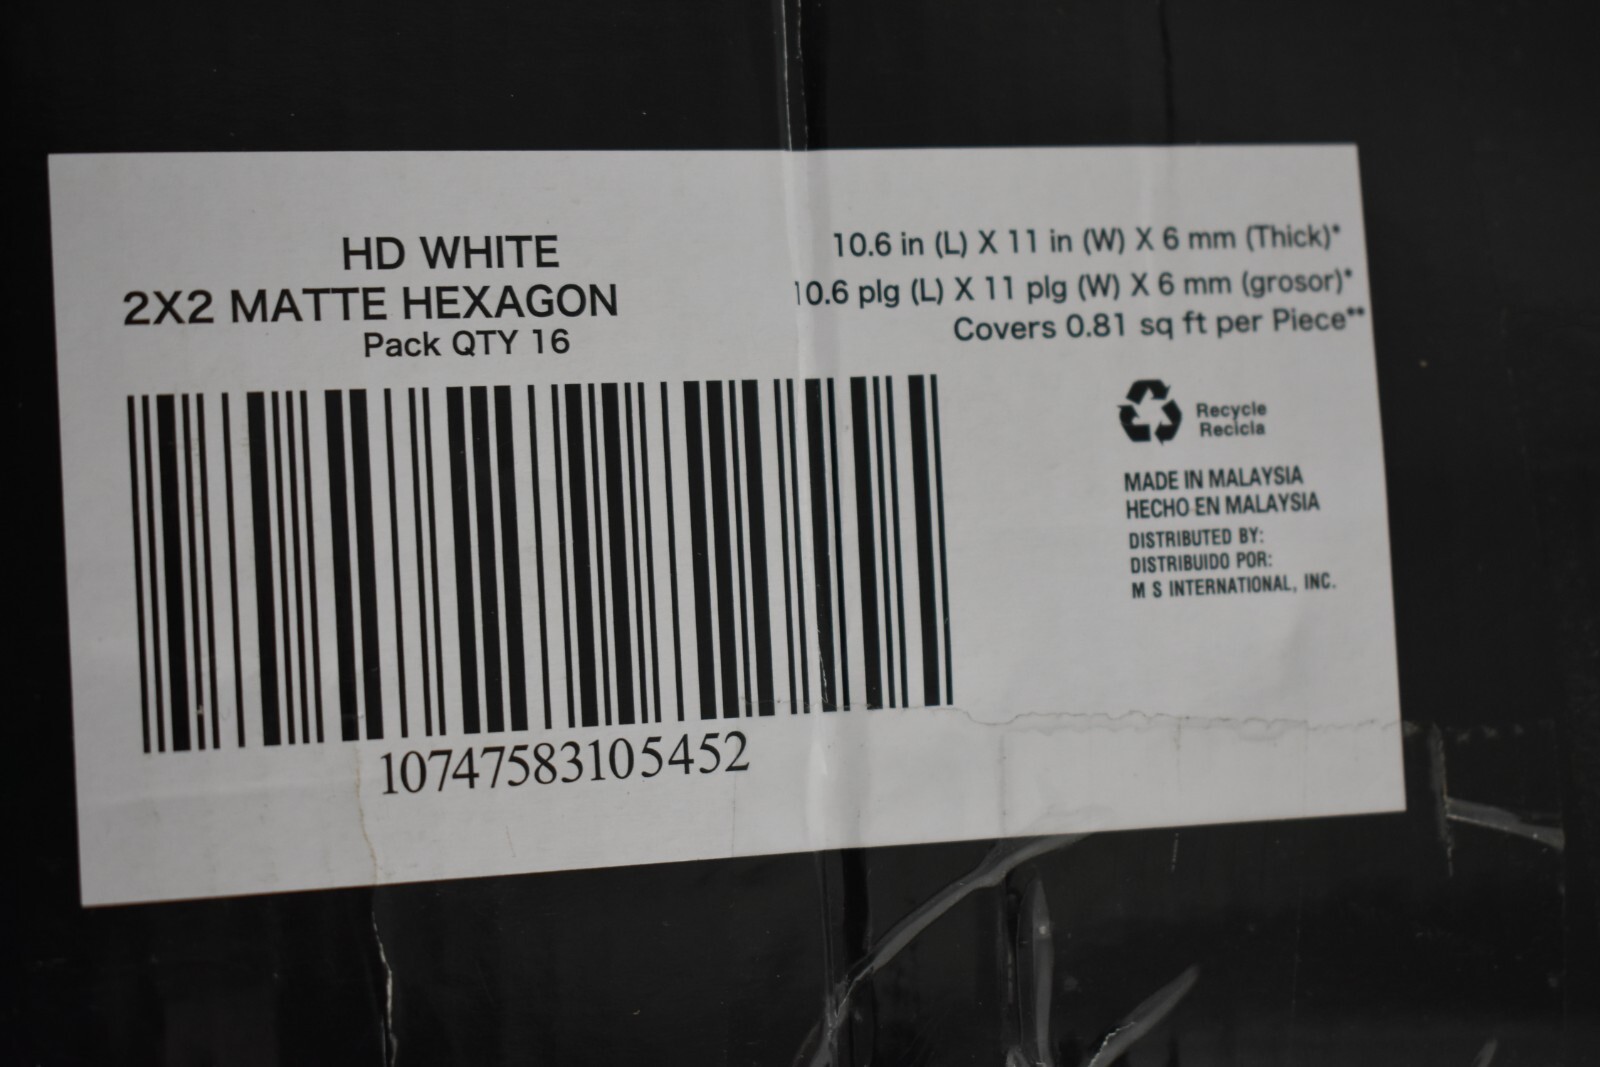 HD WHITE
2X2 MATTE HEXAGON
Pack QTY 16
10747583105452
10.6 in (L) X 11 in (W) X 6 mm (Thick)*
10.6 plg (L) X 11 plg (W) X 6 mm (grosor)*
Covers 0.81 sq ft per Piece**
Recycle
Recicla
MADE IN MALAYSIA
HECHO EN MALAYSIA
DISTRIBUTED BY:
DISTRIBUIDO POR:
M S INTERNATIONAL, INC.